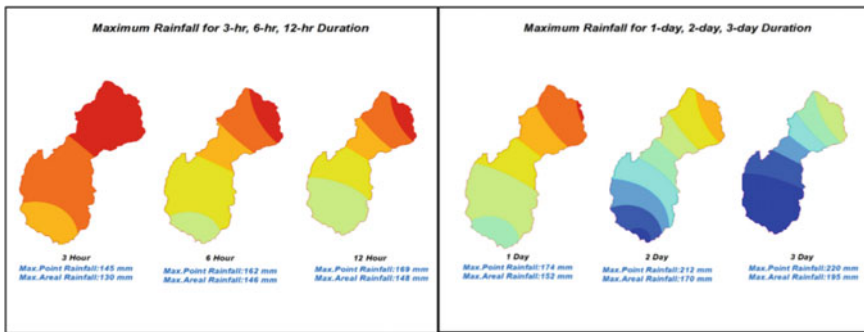 Maximum Rainfall for 3-hr, 6-hr, 12-hr Duration
3 Hour
Max.Point Rainfall:145 mm
Max.Areal Rainfall:130 mm
6 Hour
Max.Point Rainfall:162 mm
Max.Areal Rainfall:146 mm
12 Hour
Max.Point Rainfall:169 mm
Max.Areal Rainfall:148 mm
Maximum Rainfall for 1-day, 2-day, 3-day Duration
1 Day
Max.Point Rainfall:174 mm
Max.Areal Rainfall:152 mm
2 Day
Max.Point Rainfall:212 mm
Max.Areal Rainfall:170 mm
3 Day
Max.Point Rainfall:220 mm
Max.Areal Rainfall:195 mm